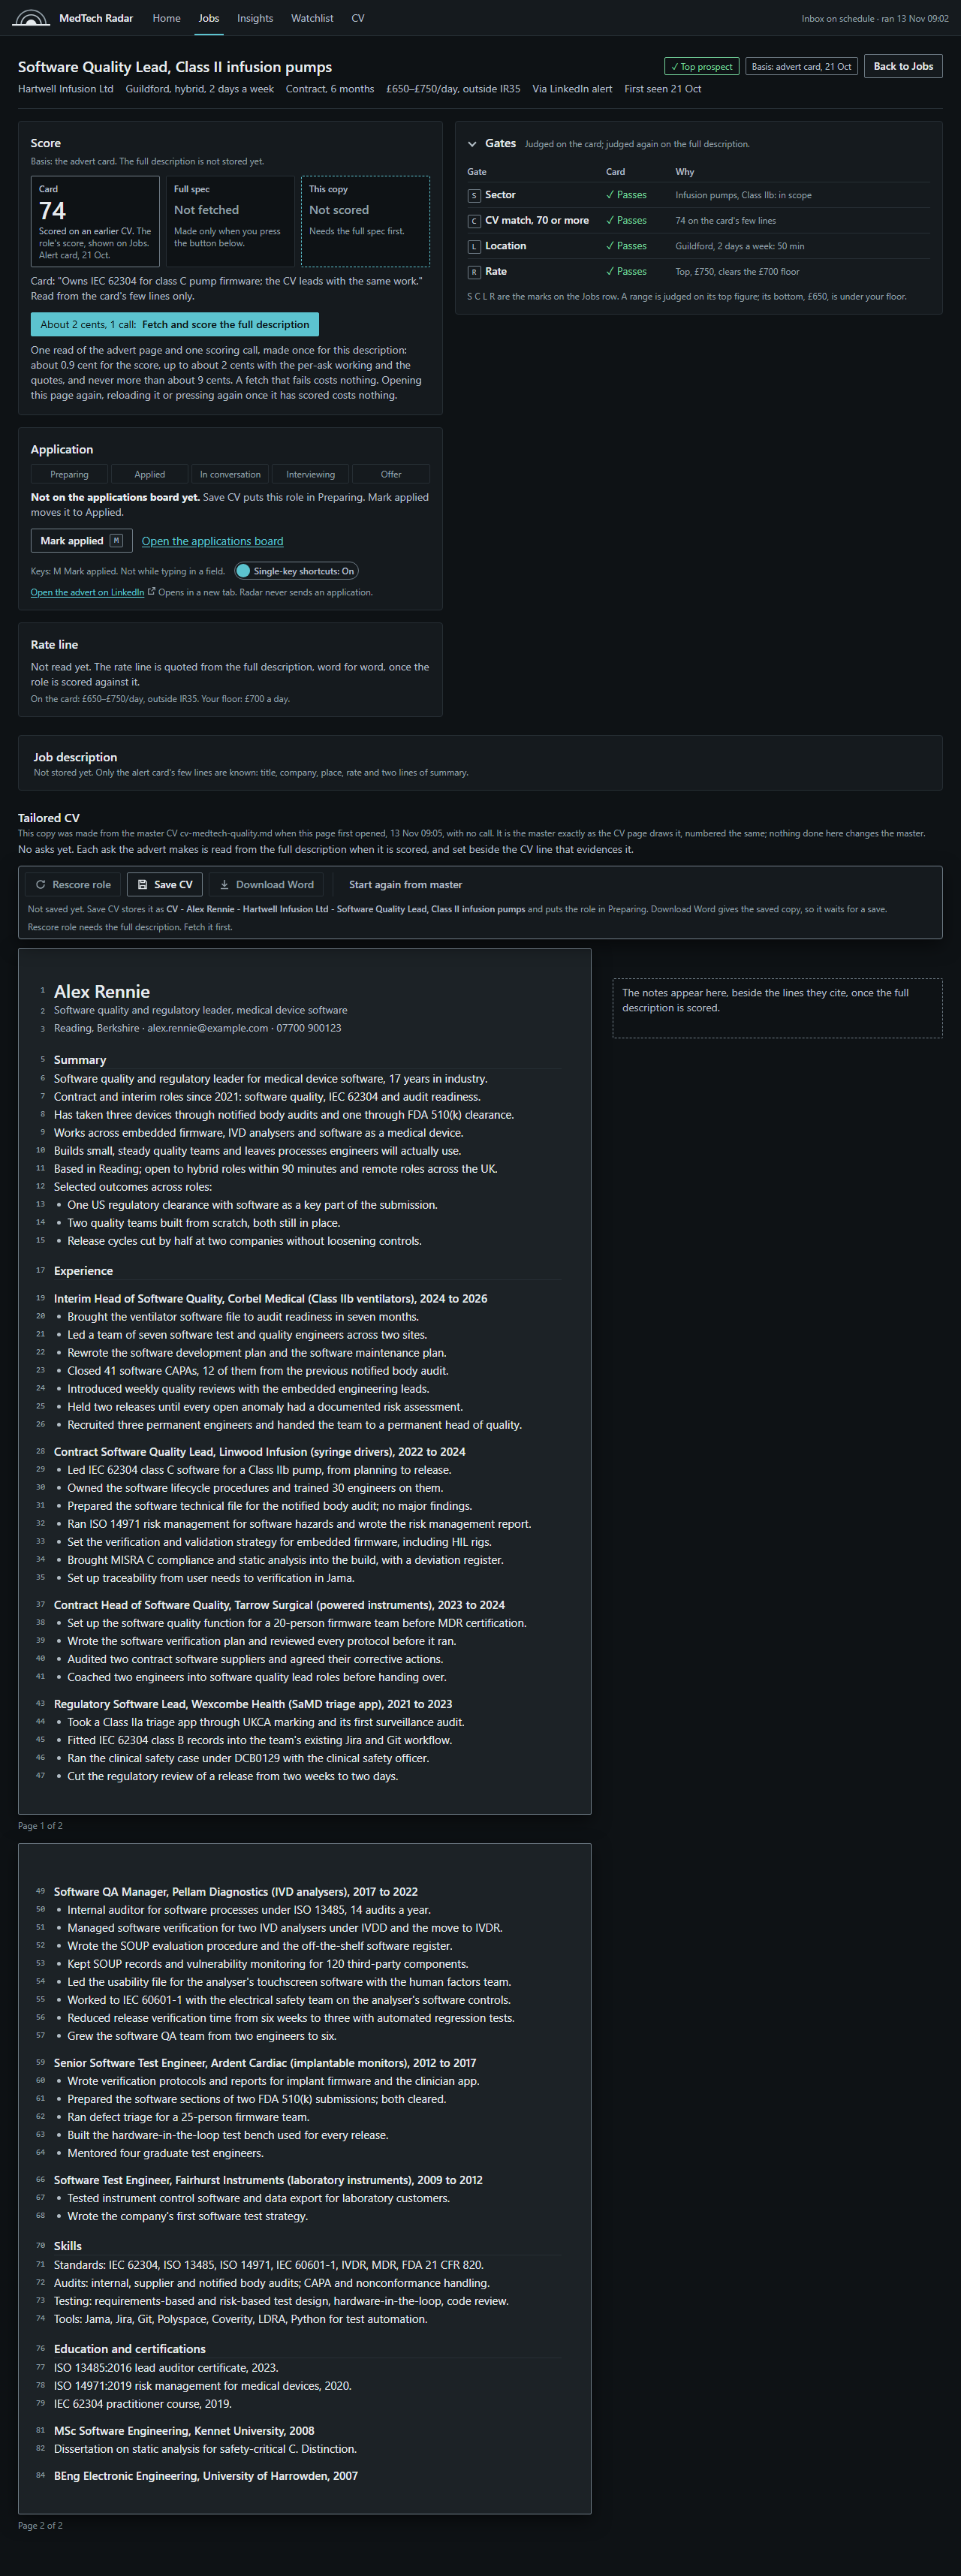 MedTech Radar Home Jobs Insights Watchlist CV
Inbox on schedule · ran 13 Nov 09:02
Software Quality Lead, Class II infusion pumps
✓ Top prospect
Basis: advert card, 21 Oct
Back to Jobs
Hartwell Infusion Ltd Guildford, hybrid, 2 days a week Contract, 6 months £650–£750/day, outside IR35 Via LinkedIn alert First seen 21 Oct
Score
Basis: the advert card. The full description is not stored yet.
Card
74
Scored on an earlier CV. The
role's score, shown on Jobs.
Alert card, 21 Oct.
Full spec
Not fetched
Made only when you press
the button below.
This copy
Not scored
Needs the full spec first.
Card: "Owns IEC 62304 for class C pump firmware; the CV leads with the same work."
Read from the card's few lines only.
About 2 cents, 1 call: Fetch and score the full description
One read of the advert page and one scoring call, made once for this description:
about 0.9 cent for the score, up to about 2 cents with the per-ask working and the
quotes, and never more than about 9 cents. A fetch that fails costs nothing. Opening
this page again, reloading it or pressing again once it has scored costs nothing.
Gates Judged on the card; judged again on the full description.
Gate Card Why
S Sector ✓ Passes Infusion pumps, Class IIb: in scope
C CV match, 70 or more ✓ Passes 74 on the card's few lines
L Location ✓ Passes Guildford, 2 days a week: 50 min
R Rate ✓ Passes Top, £750, clears the £700 floor
S C L R are the marks on the Jobs row. A range is judged on its top figure; its bottom, £650, is under your floor.
Application
Preparing Applied In conversation Interviewing Offer
Not on the applications board yet. Save CV puts this role in Preparing. Mark applied
moves it to Applied.
Mark applied M
Open the applications board
Keys: M Mark applied. Not while typing in a field.
Single-key shortcuts: On
Open the advert on LinkedIn Opens in a new tab. Radar never sends an application.
Rate line
Not read yet. The rate line is quoted from the full description, word for word, once the
role is scored against it.
On the card: £650–£750/day, outside IR35. Your floor: £700 a day.
Job description
Not stored yet. Only the alert card's few lines are known: title, company, place, rate and two lines of summary.
Tailored CV
This copy was made from the master CV cv-medtech-quality.md when this page first opened, 13 Nov 09:05, with no call. It is the master exactly as the CV page draws it, numbered the same; nothing done here changes the master.
No asks yet. Each ask the advert makes is read from the full description when it is scored, and set beside the CV line that evidences it.
Rescore role
Save CV
Download Word
Start again from master
Not saved yet. Save CV stores it as CV - Alex Rennie - Hartwell Infusion Ltd - Software Quality Lead, Class II infusion pumps and puts the role in Preparing. Download Word gives the saved copy, so it waits for a save.
Rescore role needs the full description. Fetch it first.
1 Alex Rennie
2 Software quality and regulatory leader, medical device software
3 Reading, Berkshire · alex.rennie@example.com · 07700 900123
5 Summary
6 Software quality and regulatory leader for medical device software, 17 years in industry.
7 Contract and interim roles since 2021: software quality, IEC 62304 and audit readiness.
8 Has taken three devices through notified body audits and one through FDA 510(k) clearance.
9 Works across embedded firmware, IVD analysers and software as a medical device.
10 Builds small, steady quality teams and leaves processes engineers will actually use.
11 Based in Reading; open to hybrid roles within 90 minutes and remote roles across the UK.
12 Selected outcomes across roles:
13 • One US regulatory clearance with software as a key part of the submission.
14 • Two quality teams built from scratch, both still in place.
15 • Release cycles cut by half at two companies without loosening controls.
17 Experience
19 Interim Head of Software Quality, Corbel Medical (Class IIb ventilators), 2024 to 2026
20 • Brought the ventilator software file to audit readiness in seven months.
21 • Led a team of seven software test and quality engineers across two sites.
22 • Rewrote the software development plan and the software maintenance plan.
23 • Closed 41 software CAPAs, 12 of them from the previous notified body audit.
24 • Introduced weekly quality reviews with the embedded engineering leads.
25 • Held two releases until every open anomaly had a documented risk assessment.
26 • Recruited three permanent engineers and handed the team to a permanent head of quality.
28 Contract Software Quality Lead, Linwood Infusion (syringe drivers), 2022 to 2024
29 • Led IEC 62304 class C software for a Class IIb pump, from planning to release.
30 • Owned the software lifecycle procedures and trained 30 engineers on them.
31 • Prepared the software technical file for the notified body audit; no major findings.
32 • Ran ISO 14971 risk management for software hazards and wrote the risk management report.
33 • Set the verification and validation strategy for embedded firmware, including HIL rigs.
34 • Brought MISRA C compliance and static analysis into the build, with a deviation register.
35 • Set up traceability from user needs to verification in Jama.
37 Contract Head of Software Quality, Tarrow Surgical (powered instruments), 2023 to 2024
38 • Set up the software quality function for a 20-person firmware team before MDR certification.
39 • Wrote the software verification plan and reviewed every protocol before it ran.
40 • Audited two contract software suppliers and agreed their corrective actions.
41 • Coached two engineers into software quality lead roles before handing over.
43 Regulatory Software Lead, Wexcombe Health (SaMD triage app), 2021 to 2023
44 • Took a Class IIa triage app through UKCA marking and its first surveillance audit.
45 • Fitted IEC 62304 class B records into the team's existing Jira and Git workflow.
46 • Ran the clinical safety case under DCB0129 with the clinical safety officer.
47 • Cut the regulatory review of a release from two weeks to two days.
The notes appear here, beside the lines they cite, once the full
description is scored.
Page 1 of 2
49 Software QA Manager, Pellam Diagnostics (IVD analysers), 2017 to 2022
50 • Internal auditor for software processes under ISO 13485, 14 audits a year.
51 • Managed software verification for two IVD analysers under IVDD and the move to IVDR.
52 • Wrote the SOUP evaluation procedure and the off-the-shelf software register.
53 • Kept SOUP records and vulnerability monitoring for 120 third-party components.
54 • Led the usability file for the analyser's touchscreen software with the human factors team.
55 • Worked to IEC 60601-1 with the electrical safety team on the analyser's software controls.
56 • Reduced release verification time from six weeks to three with automated regression tests.
57 • Grew the software QA team from two engineers to six.
59 Senior Software Test Engineer, Ardent Cardiac (implantable monitors), 2012 to 2017
60 • Wrote verification protocols and reports for implant firmware and the clinician app.
61 • Prepared the software sections of two FDA 510(k) submissions; both cleared.
62 • Ran defect triage for a 25-person firmware team.
63 • Built the hardware-in-the-loop test bench used for every release.
64 • Mentored four graduate test engineers.
66 Software Test Engineer, Fairhurst Instruments (laboratory instruments), 2009 to 2012
67 • Tested instrument control software and data export for laboratory customers.
68 • Wrote the company's first software test strategy.
70 Skills
71 Standards: IEC 62304, ISO 13485, ISO 14971, IEC 60601-1, IVDR, MDR, FDA 21 CFR 820.
72 Audits: internal, supplier and notified body audits; CAPA and nonconformance handling.
73 Testing: requirements-based and risk-based test design, hardware-in-the-loop, code review.
74 Tools: Jama, Jira, Git, Polyspace, Coverity, LDRA, Python for test automation.
76 Education and certifications
77 ISO 13485:2016 lead auditor certificate, 2023.
78 ISO 14971:2019 risk management for medical devices, 2020.
79 IEC 62304 practitioner course, 2019.
81 MSc Software Engineering, Kennet University, 2008
82 Dissertation on static analysis for safety-critical C. Distinction.
84 BEng Electronic Engineering, University of Harrowden, 2007
Page 2 of 2